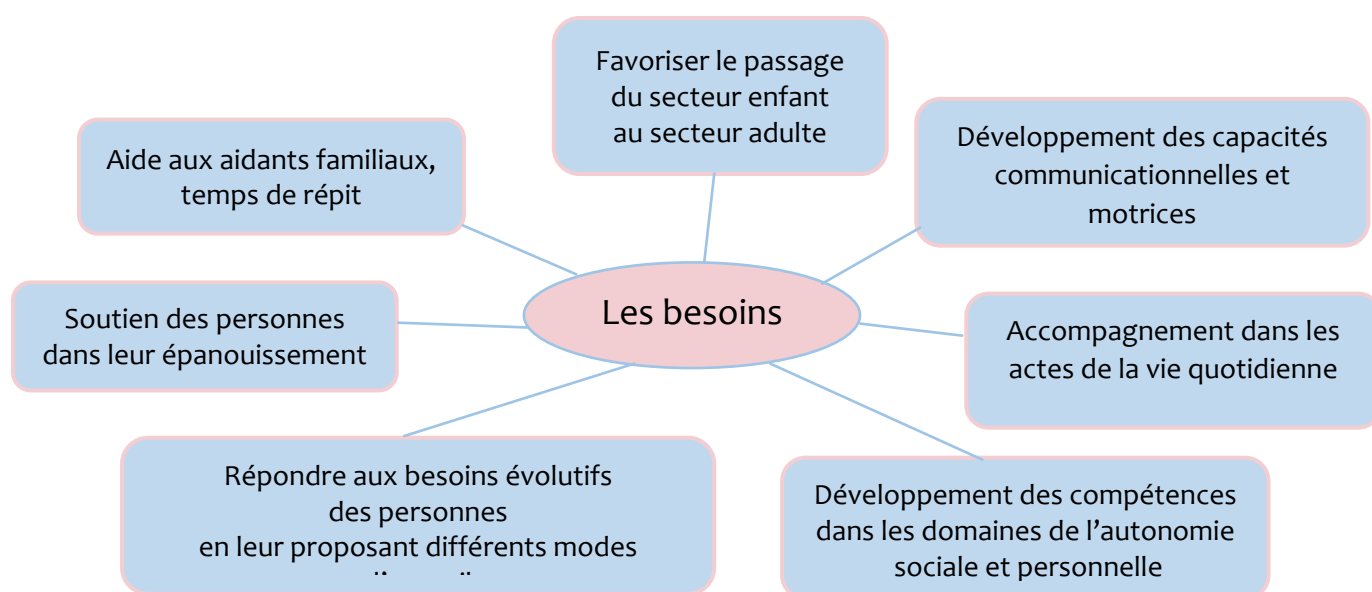 Favoriser le passage
du secteur enfant
au secteur adulte
Aide aux aidants familiaux,
temps de répit
Développement des capacités
communicationnelles et
motrices
Les besoins
Soutien des personnes
dans leur épanouissement
Accompagnement dans les
actes de la vie quotidienne
Répondre aux besoins évolutifs
des personnes
en leur proposant différents modes
Développement des compétences
dans les domaines de l’autonomie
sociale et personnelle